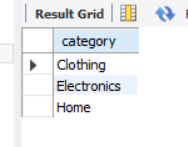 Result Grid
category
Clothing
Electronics
Home